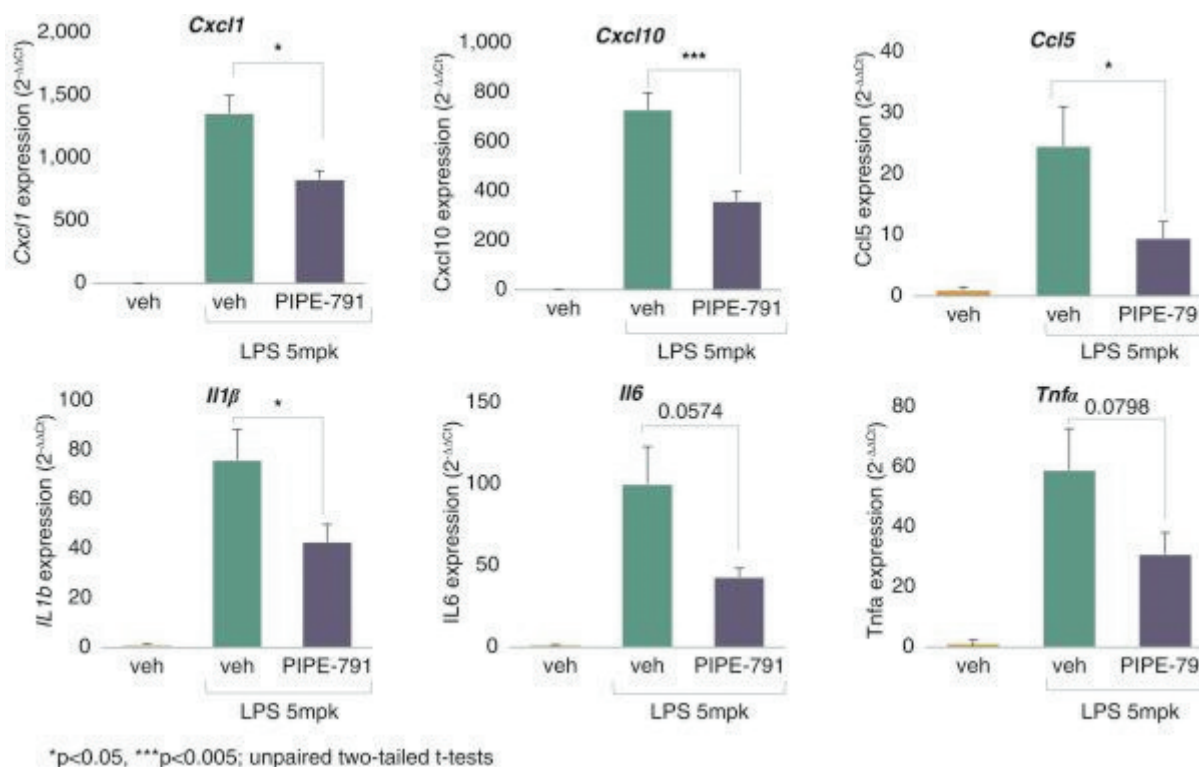 Cxcl1
Cxcl1 expression (2-ΔΔCt)
2,000
1,500
1,000
500
0
*
veh
veh
PIPE-791
LPS 5mpk
Cxcl10
Cxcl10 expression (2-ΔΔCt)
1,000
800
600
400
200
0
***
veh
veh
PIPE-791
LPS 5mpk
Ccl5
Ccl5 expression (2-ΔΔCt)
40
30
20
10
0
*
veh
veh
PIPE-79
LPS 5mpk
Il1β
IL1b expression (2-ΔΔCt)
100
80
60
40
20
0
*
veh
veh
PIPE-791
LPS 5mpk
Il6
IL6 expression (2-ΔΔCt)
150
100
50
0
0.0574
veh
veh
PIPE-791
LPS 5mpk
Tnfα
Tnfa expression (2-ΔΔCt)
80
60
40
20
0
0.0798
veh
veh
PIPE-79
LPS 5mpk
*p<0.05, ***p<0.005; unpaired two-tailed t-tests